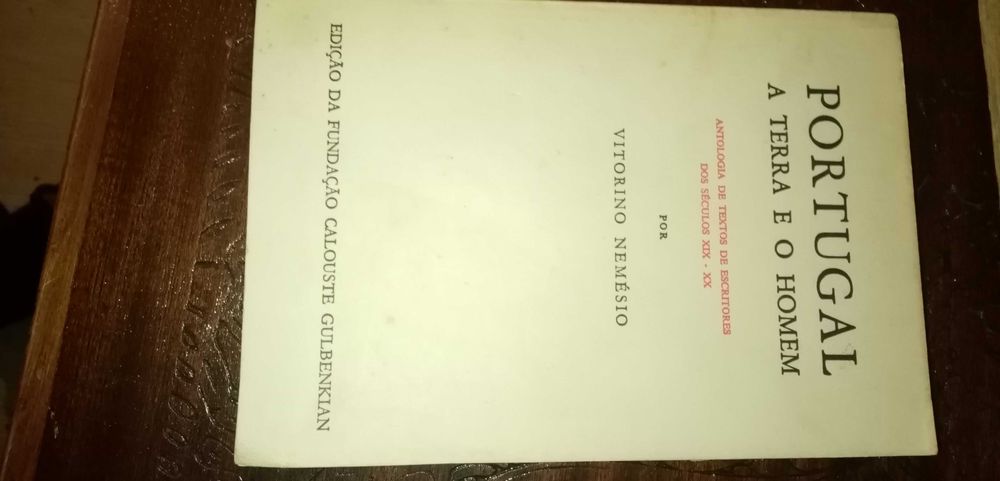 PORTUGAL
A TERRA E O HOMEM
ANTOLOGIA DE TEXTOS DE ESCRITORES
DOS SÉCULOS XIX - XX
POR
VITORINO NEMÉSIO
EDIÇÃO DA FUNDAÇÃO CALOUSTE GULBENKIAN